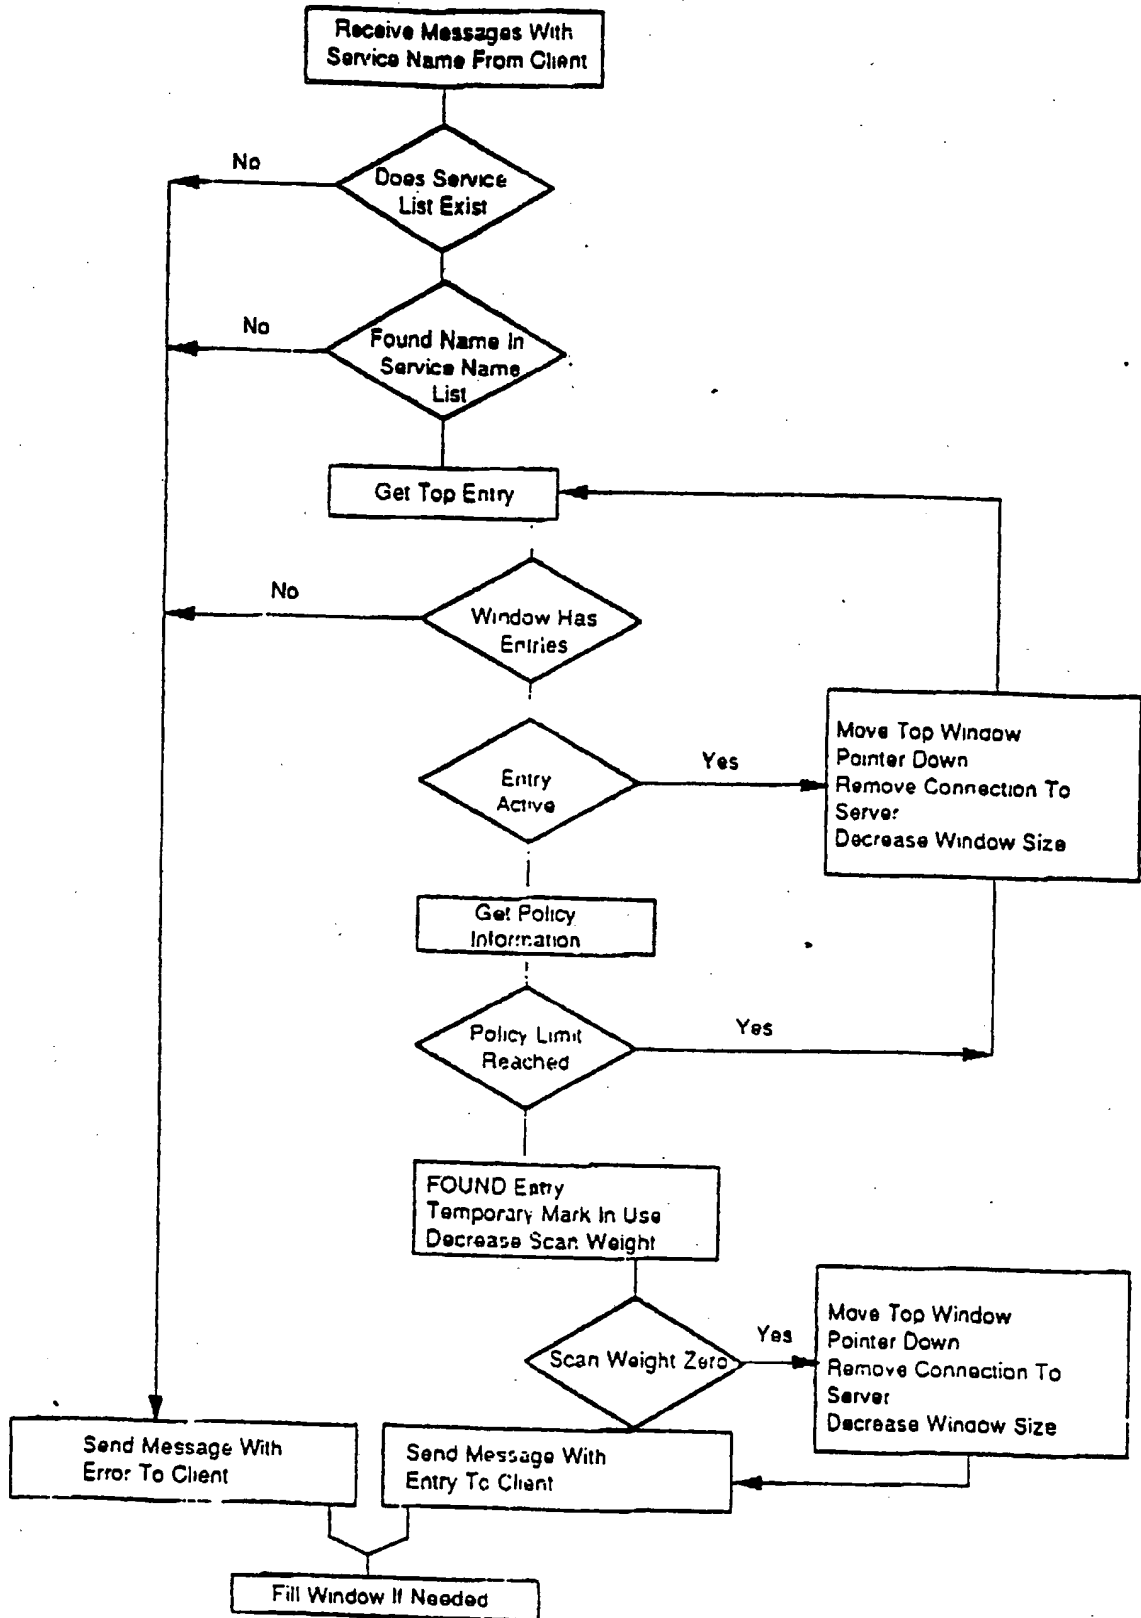 Receive Messages With
Service Name From Client
No
Does Service
List Exist
No
Found Name In
Service Name
List
Get Top Entry
No
Window Has
Entries
Entry
Active
Yes
Move Top Window
Pointer Down
Remove Connection To
Server
Decrease Window Size
Get Policy
Information
Policy Limit
Reached
Yes
FOUND Entry
Temporary Mark In Use
Decrease Scan Weight
Scan Weight Zero
Yes
Move Top Window
Pointer Down
Remove Connection To
Server
Decrease Window Size
Send Message With
Error To Client
Send Message With
Entry To Client
Fill Window If Needed